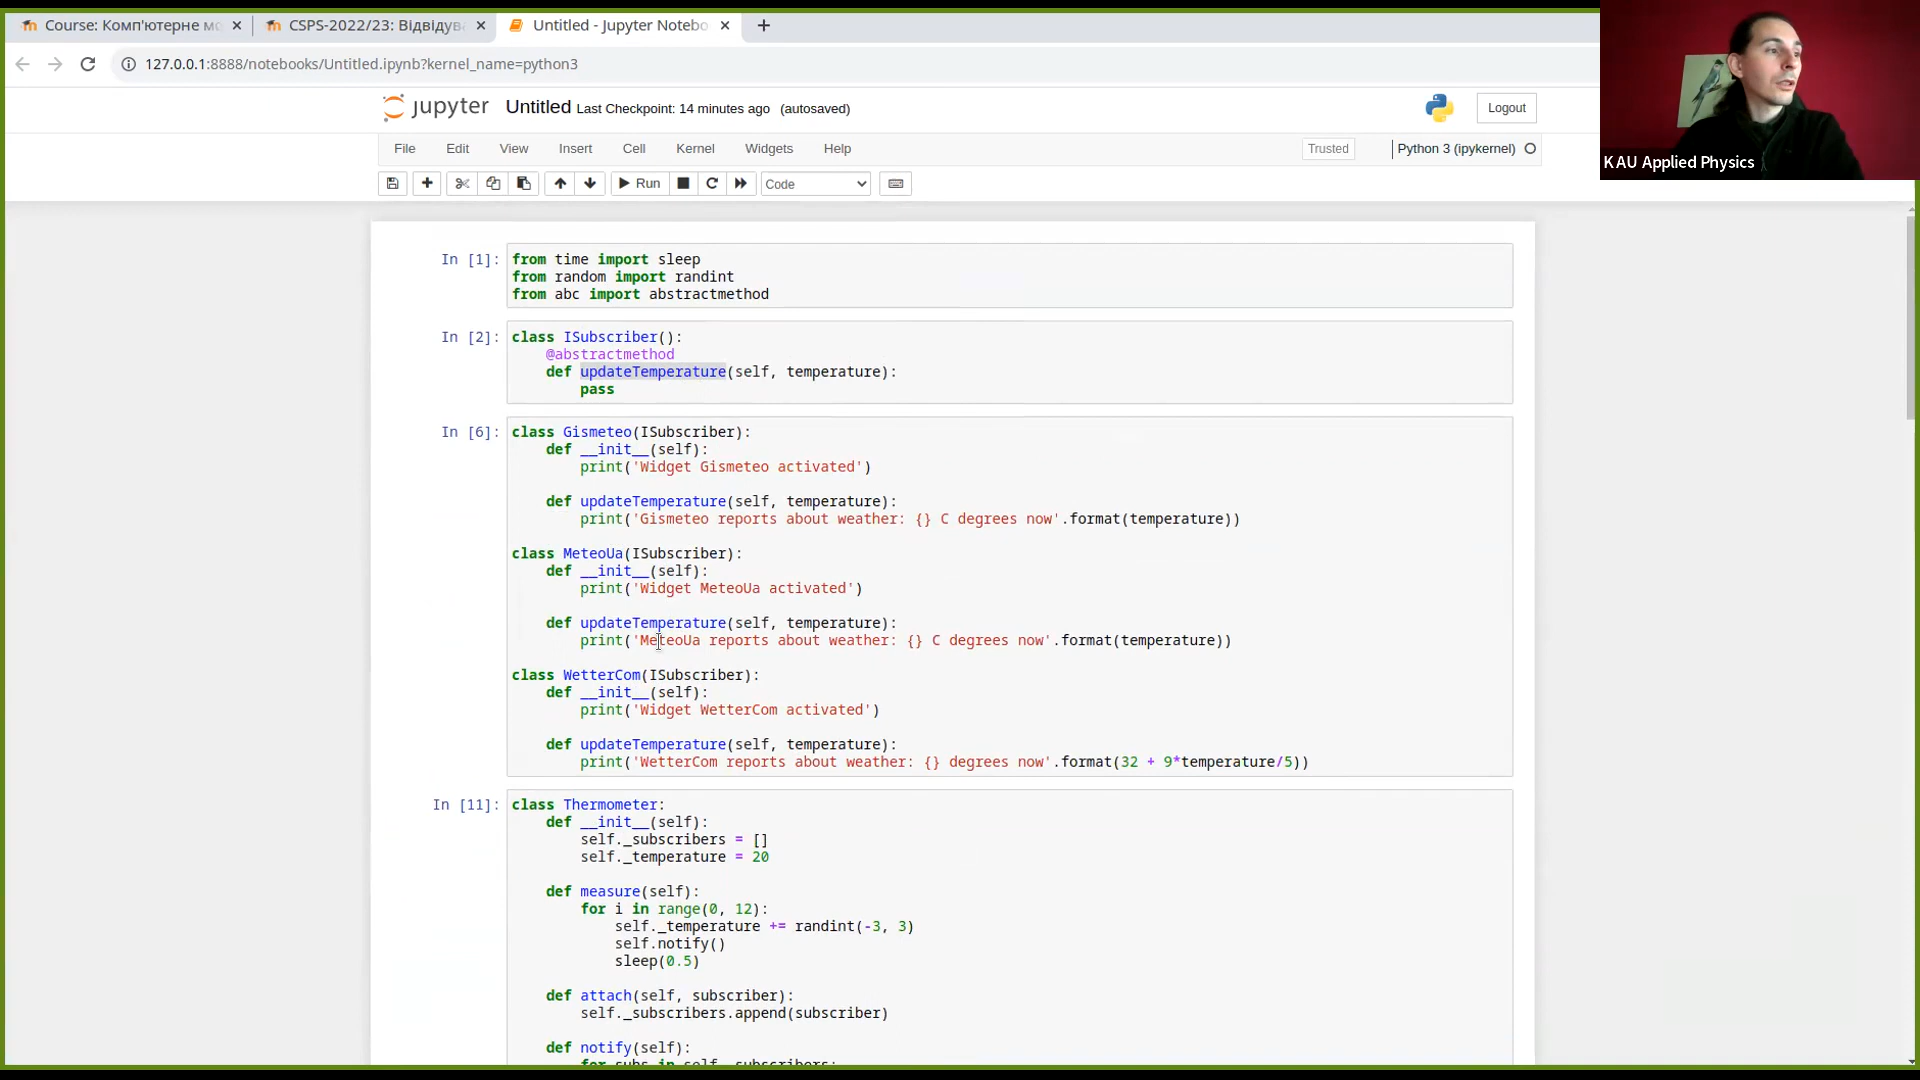 Course: Комп'ютерне мо
CSPS-2022/23: Відвідува
Untitled - Jupyter Notebo
127.0.0.1:8888/notebooks/Untitled.ipynb?kernel_name=python3
jupyter Untitled Last Checkpoint: 14 minutes ago (autosaved)
Logout
File Edit View Insert Cell Kernel Widgets Help
Trusted
Python 3 (ipykernel)
Run
Code
KAU Applied Physics
In [1]:
from time import sleep
from random import randint
from abc import abstractmethod
In [2]:
class ISubscriber():
    @abstractmethod
    def updateTemperature(self, temperature):
        pass
In [6]:
class Gismeteo(ISubscriber):
    def __init__(self):
        print('Widget Gismeteo activated')
    def updateTemperature(self, temperature):
        print('Gismeteo reports about weather: {} C degrees now'.format(temperature))
class MeteoUa(ISubscriber):
    def __init__(self):
        print('Widget MeteoUa activated')
    def updateTemperature(self, temperature):
        print('MeteoUa reports about weather: {} C degrees now'.format(temperature))
class WetterCom(ISubscriber):
    def __init__(self):
        print('Widget WetterCom activated')
    def updateTemperature(self, temperature):
        print('WetterCom reports about weather: {} degrees now'.format(32 + 9*temperature/5))
In [11]:
class Thermometer:
    def __init__(self):
        self._subscribers = []
        self._temperature = 20
    def measure(self):
        for i in range(0, 12):
            self._temperature += randint(-3, 3)
            self.notify()
            sleep(0.5)
    def attach(self, subscriber):
        self._subscribers.append(subscriber)
    def notify(self):
        for subs in self._subscribers: